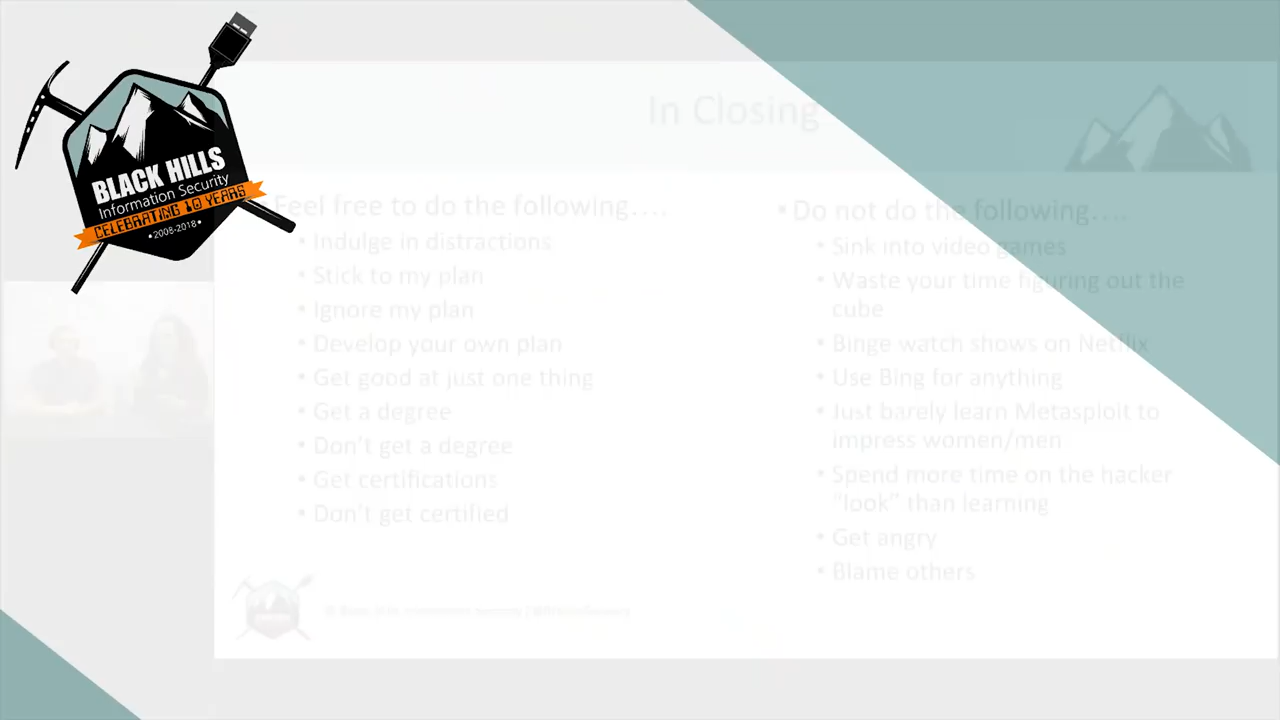 BLACK HILLS
Information Security
CELEBRATING 10 YEARS
• 2008-2018 •
In Closing
Feel free to do the following....
• Indulge in distractions
• Stick to my plan
• Ignore my plan
• Develop your own plan
• Get good at just one thing
• Get a degree
• Don't get a degree
• Get certifications
• Don't get certified
• Do not do the following....
• Sink into video games
• Waste your time figuring out the
cube
• Binge watch shows on Netflix
• Use Bing for anything
• Just barely learn Metasploit to
impress women/men
• Spend more time on the hacker
"look" than learning
• Get angry
• Blame others